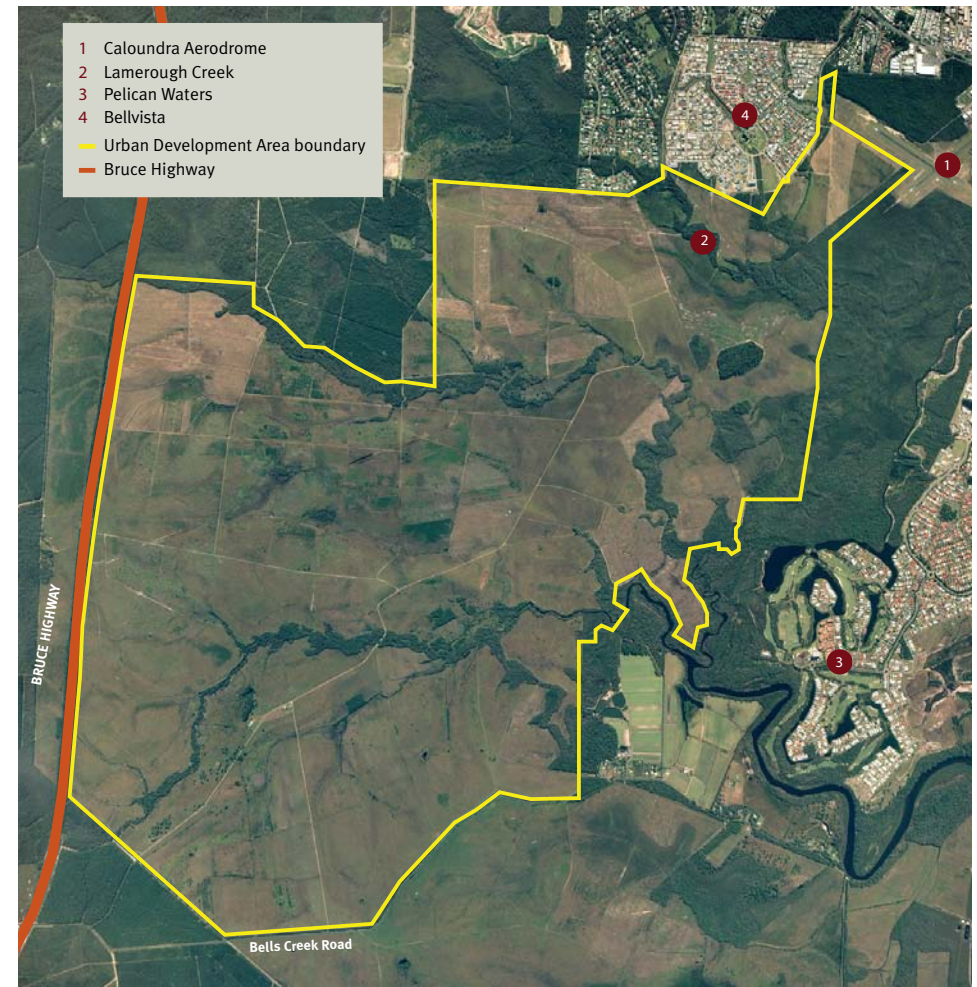 1 Caloundra Aerodrome
2 Lamerough Creek
3 Pelican Waters
4 Bellvista
Urban Development Area boundary
Bruce Highway
4
1
2
BRUCE HIGHWAY
3
Bells Creek Road